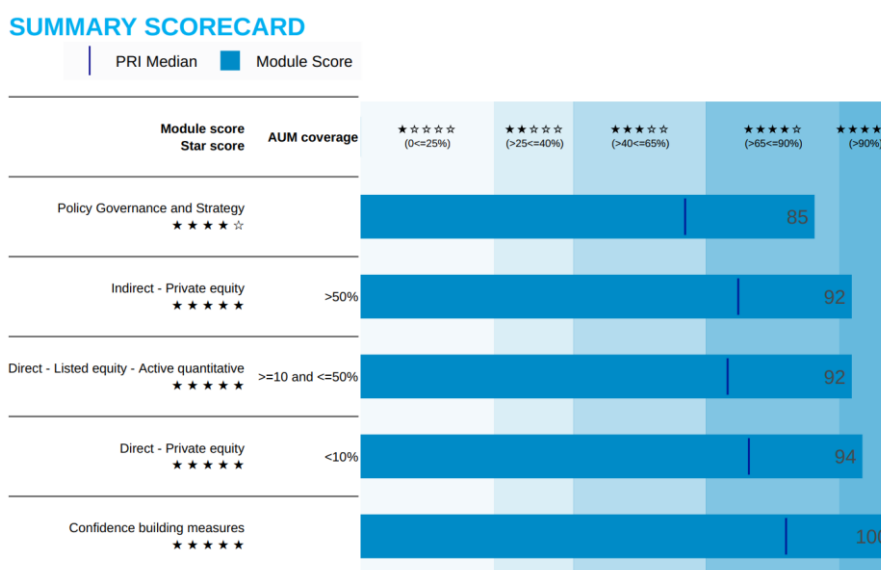 SUMMARY SCORECARD
PRI Median Module Score
Module score
Star score
AUM coverage
★☆☆☆☆ ★★☆☆☆ ★★★☆☆ ★★★★☆ ★★★★
(0<=25%) (>25<=40%) (>40<=65%) (>65<=90%) (>90%)
Policy Governance and Strategy
★★★★☆
85
Indirect - Private equity
★★★★★
>50%
92
Direct - Listed equity - Active quantitative
★★★★★
>=10 and <=50%
92
Direct - Private equity
★★★★★
<10%
94
Confidence building measures
★★★★★